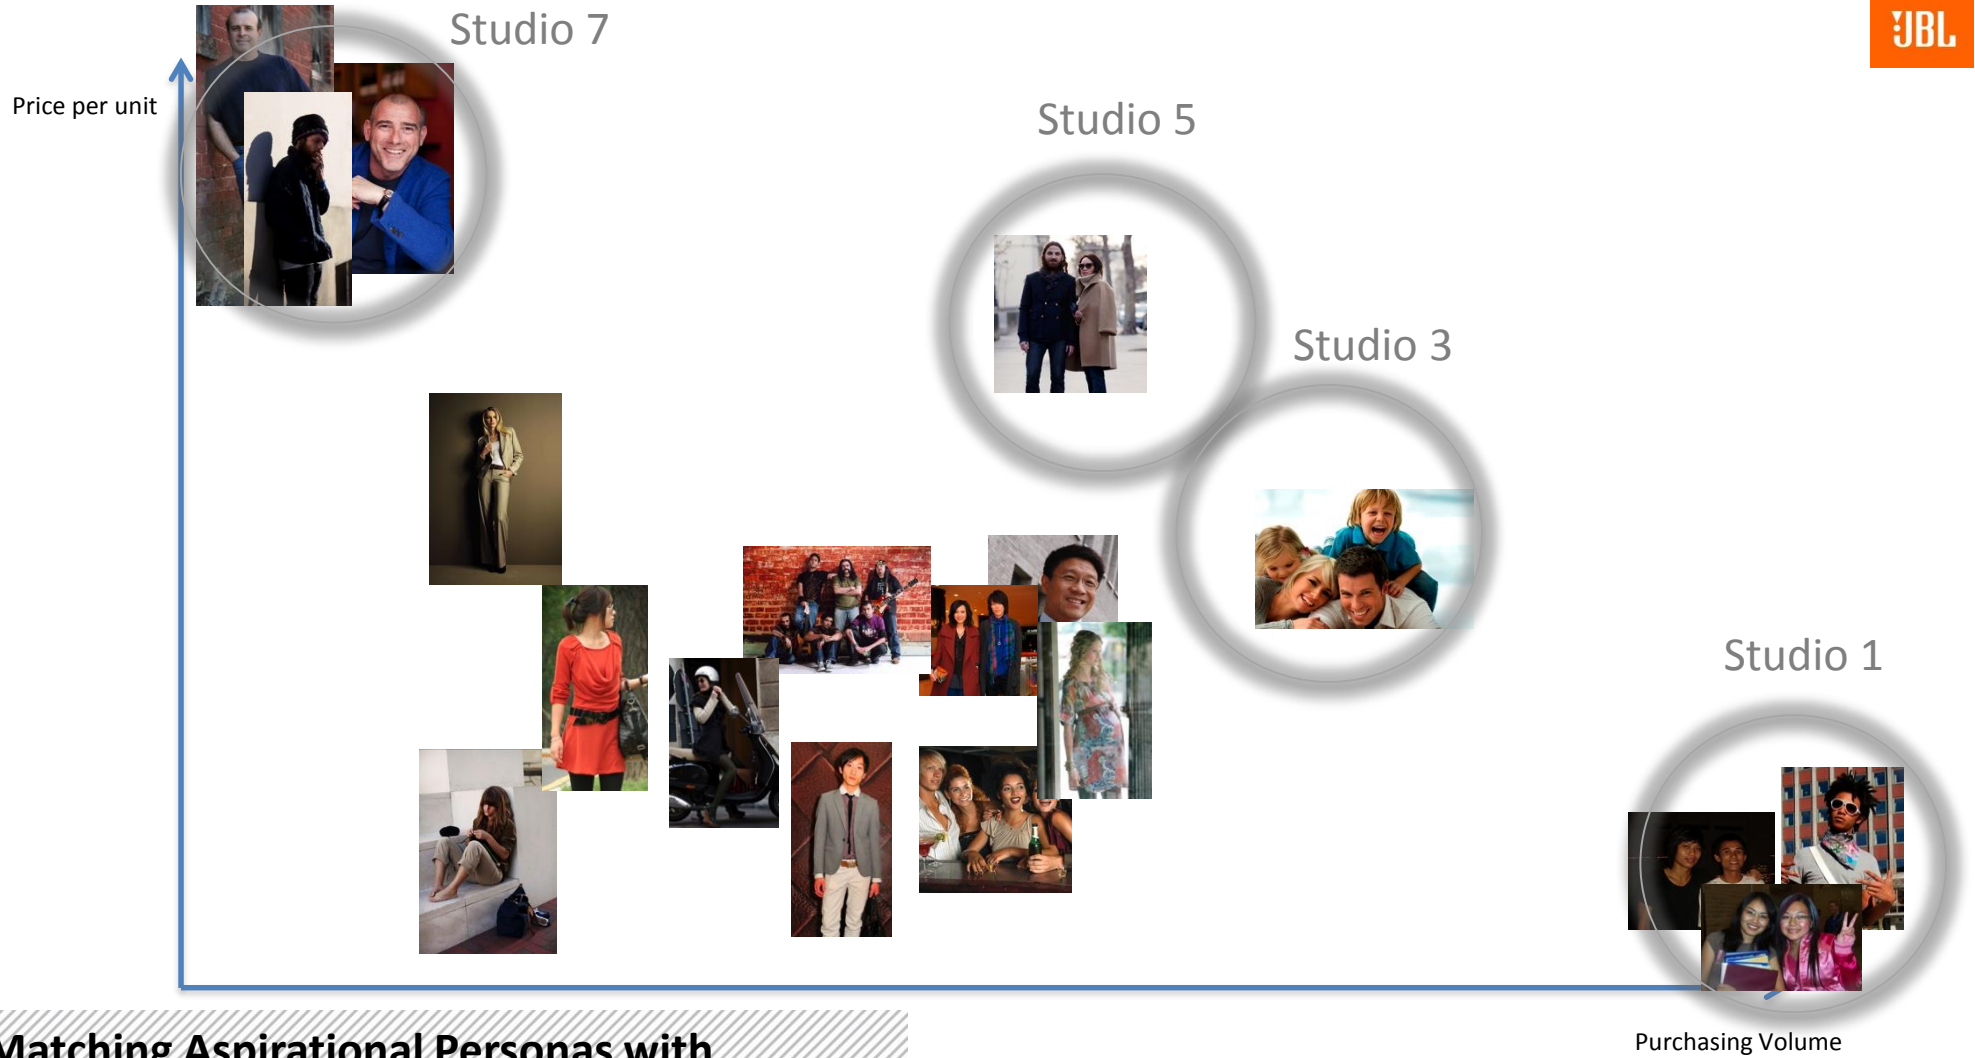 Studio 7
JBL
Price per unit
Studio 5
Studio 3
Studio 1
Matching Aspirational Personas with
Purchasing Volume